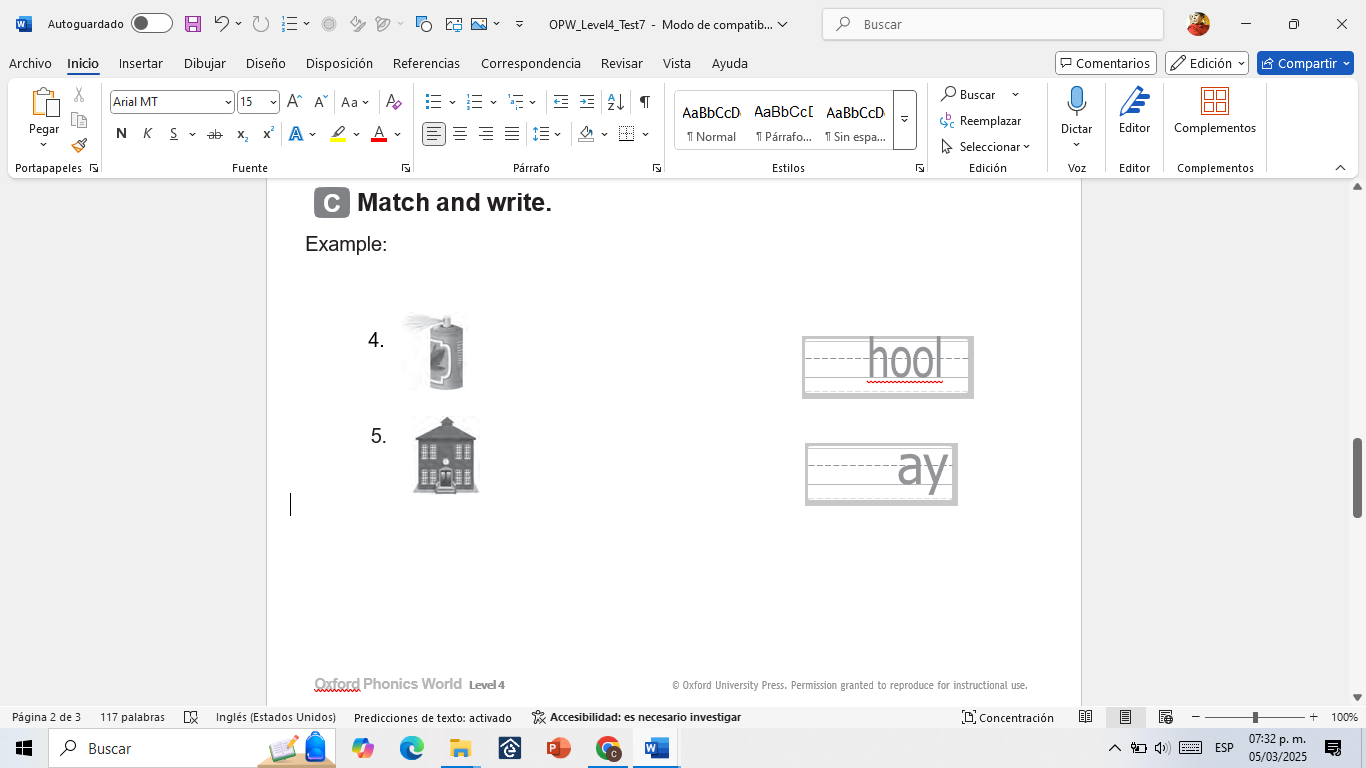 Autoguardado
OPW_Level4_Test7 - Modo de compatib...
Buscar
Archivo Inicio Insertar Dibujar Diseño Disposición Referencias Correspondencia Revisar Vista Ayuda
Comentarios Edición Compartir
Pegar
Portapapeles
Arial MT 15
Aa
N K S ab x₂ x²
Fuente
Párrafo
AaBbCcD AaBbCcD AaBbCcD
¶ Normal ¶ Párrafo... ¶ Sin espa...
Estilos
Buscar
Reemplazar
Seleccionar
Edición
Dictar
Voz
Editor
Editor
Complementos
Complementos
C Match and write.
Example:
4.
hool
5.
ay
Oxford Phonics World Level 4
© Oxford University Press. Permission granted to reproduce for instructional use.
Página 2 de 3 117 palabras Inglés (Estados Unidos) Predicciones de texto: activado Accesibilidad: es necesario investigar Concentración 100%
Buscar
ESP
07:32 p. m.
05/03/2025